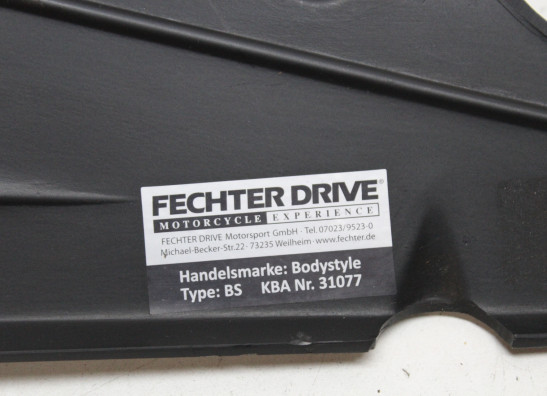 FECHTER DRIVE®
MOTORCYCLE EXPERIENCE
FECHTER DRIVE Motorsport GmbH · Tel. 07023/9523-0
Michael-Becker-Str.22 · 73235 Weilheim · www.fechter.de
Handelsmarke: Bodystyle
Type: BS KBA Nr. 31077